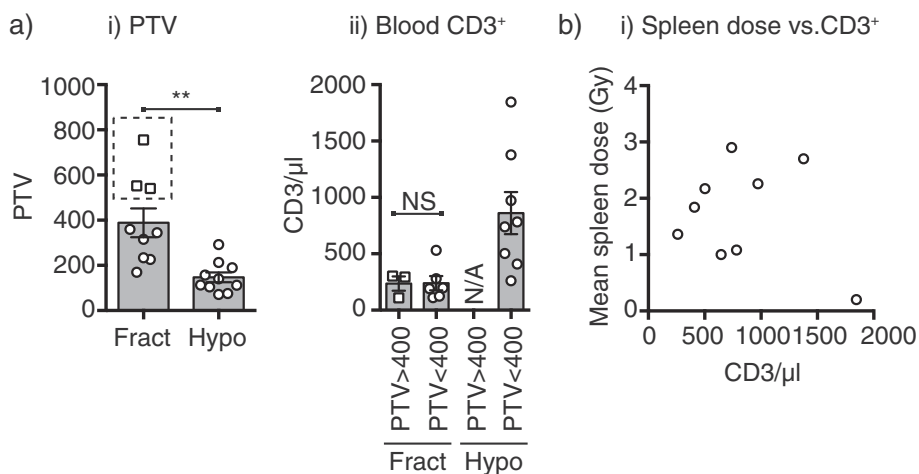 a)
i) PTV
1000
800
600
400
200
0
PTV
**
Fract
Hypo
ii) Blood CD3⁺
2000
1500
1000
500
0
CD3/µl
NS
N/A
PTV>400
PTV<400
PTV>400
PTV<400
Fract
Hypo
b)
i) Spleen dose vs.CD3⁺
4
3
2
1
0
Mean spleen dose (Gy)
0 500 1000 1500 2000
CD3/µl